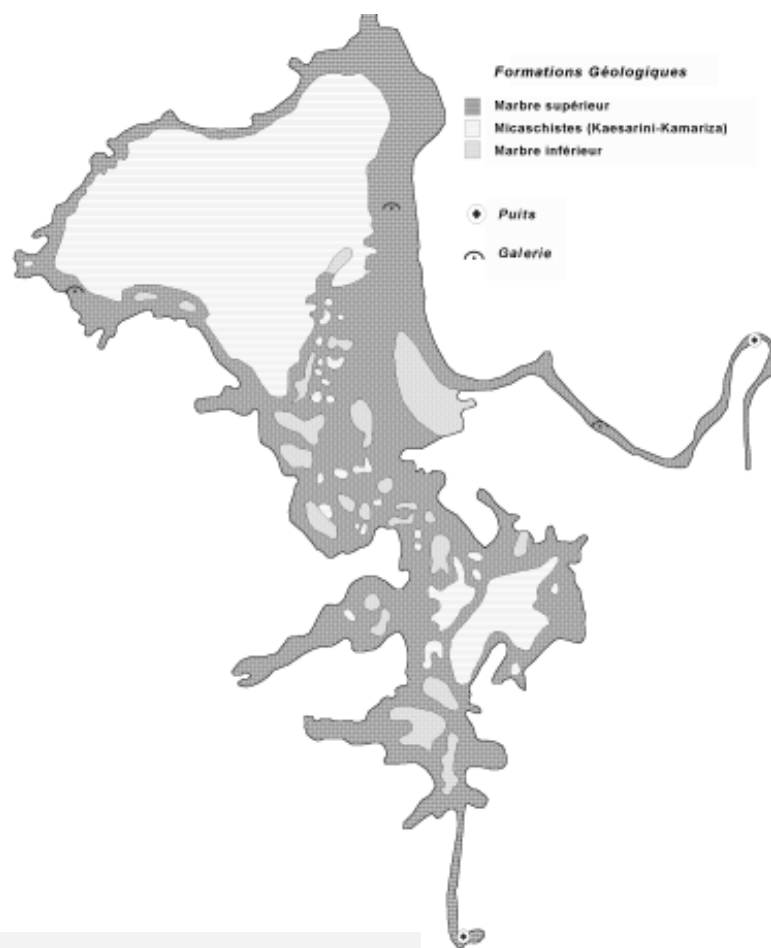 Formations Géologiques
Marbre supérieur
Micaschistes (Kaesarini-Kamariza)
Marbre inférieur
Puits
Galerie